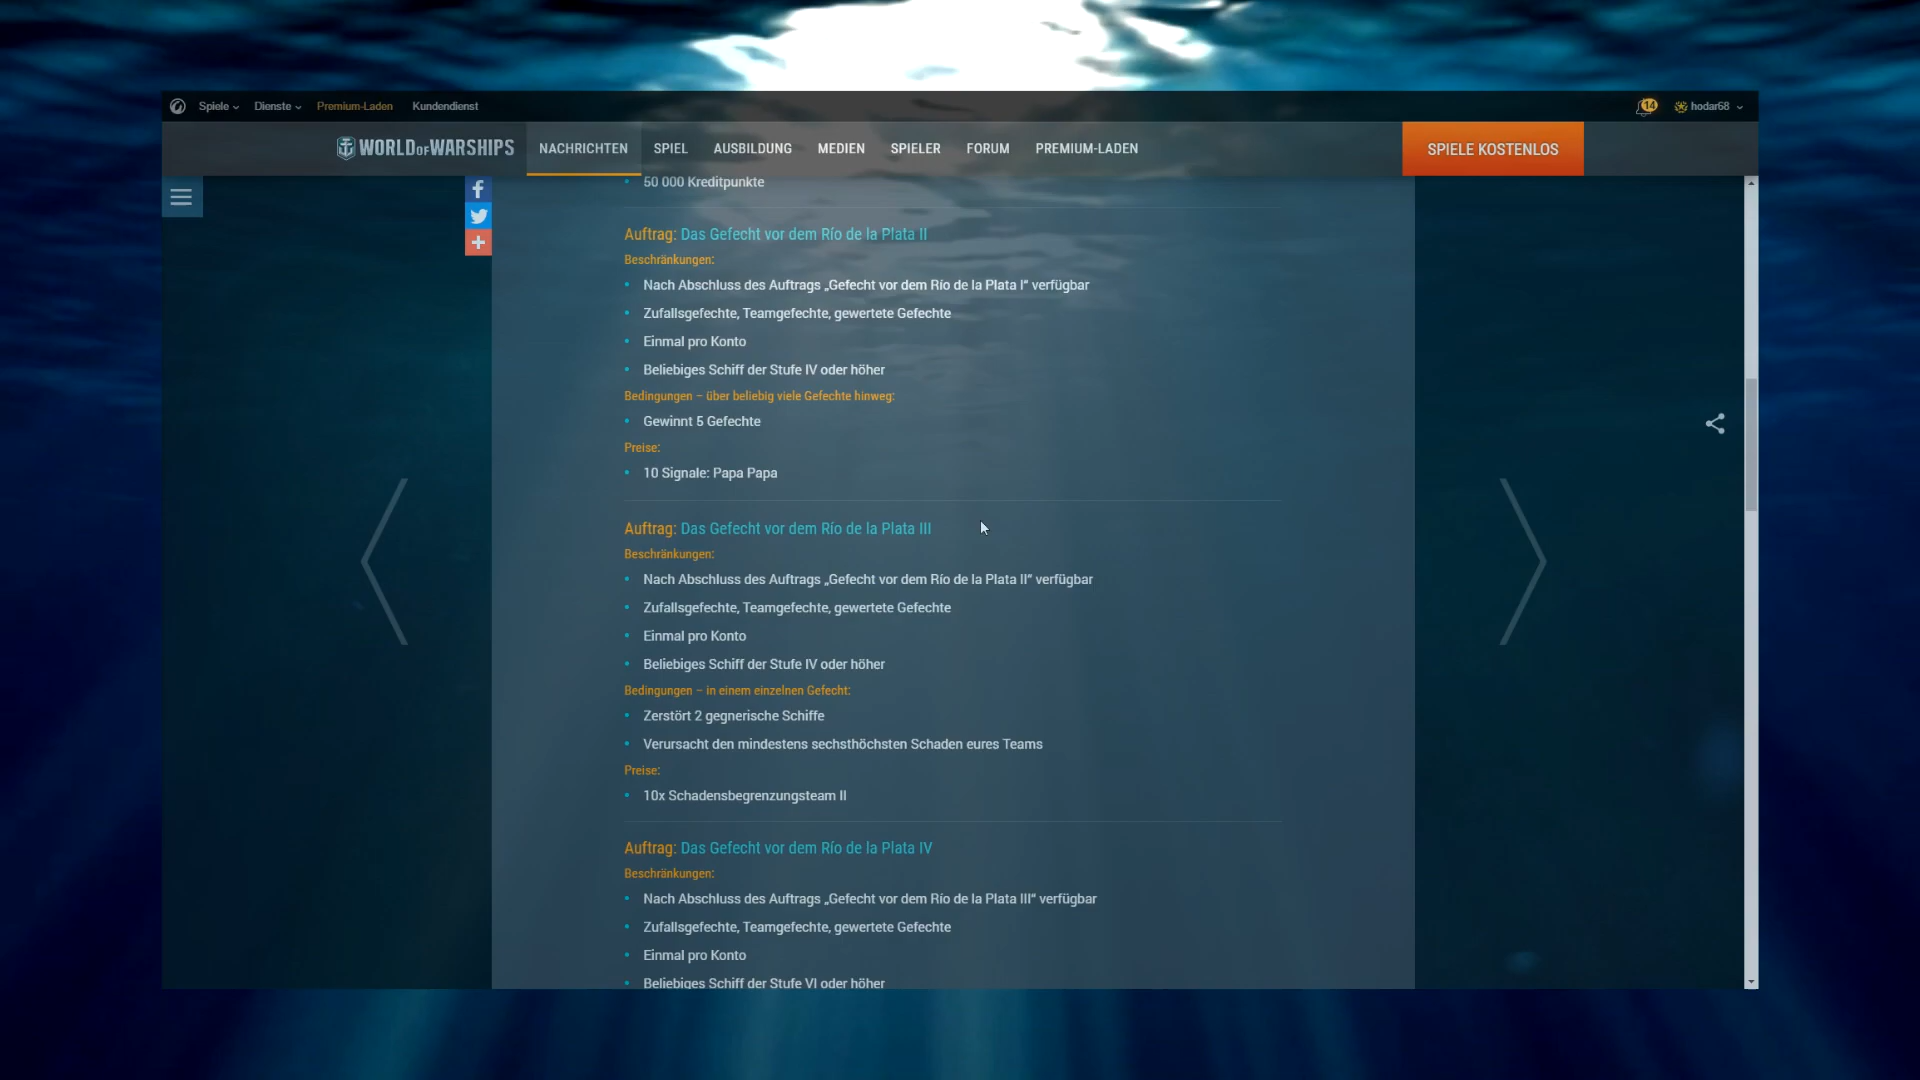 Spiele
Dienste
Premium-Laden
Kundendienst
14
hodar68
WORLD OF WARSHIPS
NACHRICHTEN
SPIEL
AUSBILDUNG
MEDIEN
SPIELER
FORUM
PREMIUM-LADEN
SPIELE KOSTENLOS
50 000 Kreditpunkte
Auftrag: Das Gefecht vor dem Río de la Plata II
Beschränkungen:
Nach Abschluss des Auftrags „Gefecht vor dem Río de la Plata I“ verfügbar
Zufallsgefechte, Teamgefechte, gewertete Gefechte
Einmal pro Konto
Beliebiges Schiff der Stufe IV oder höher
Bedingungen – über beliebig viele Gefechte hinweg:
Gewinnt 5 Gefechte
Preise:
10 Signale: Papa Papa
Auftrag: Das Gefecht vor dem Río de la Plata III
Beschränkungen:
Nach Abschluss des Auftrags „Gefecht vor dem Río de la Plata II“ verfügbar
Zufallsgefechte, Teamgefechte, gewertete Gefechte
Einmal pro Konto
Beliebiges Schiff der Stufe IV oder höher
Bedingungen – in einem einzelnen Gefecht:
Zerstört 2 gegnerische Schiffe
Verursacht den mindestens sechsthöchsten Schaden eures Teams
Preise:
10x Schadensbegrenzungsteam II
Auftrag: Das Gefecht vor dem Río de la Plata IV
Beschränkungen:
Nach Abschluss des Auftrags „Gefecht vor dem Río de la Plata III“ verfügbar
Zufallsgefechte, Teamgefechte, gewertete Gefechte
Einmal pro Konto
Beliebiges Schiff der Stufe VI oder höher